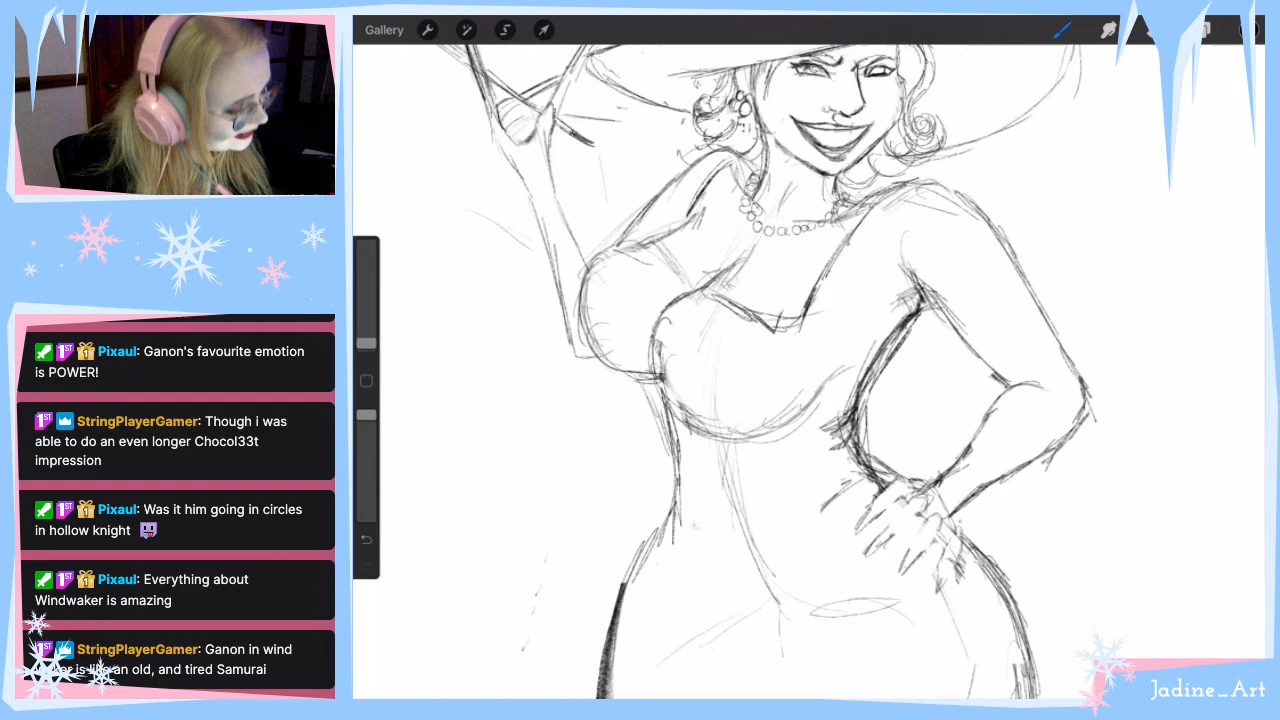 Gallery
Pixaul: Ganon's favourite emotion
is POWER!
StringPlayerGamer: Though i was
able to do an even longer Chocol33t
impression
Pixaul: Was it him going in circles
in hollow knight
Pixaul: Everything about
Windwaker is amazing
StringPlayerGamer: Ganon in wind
is an old, and tired Samurai
Jadine_Art